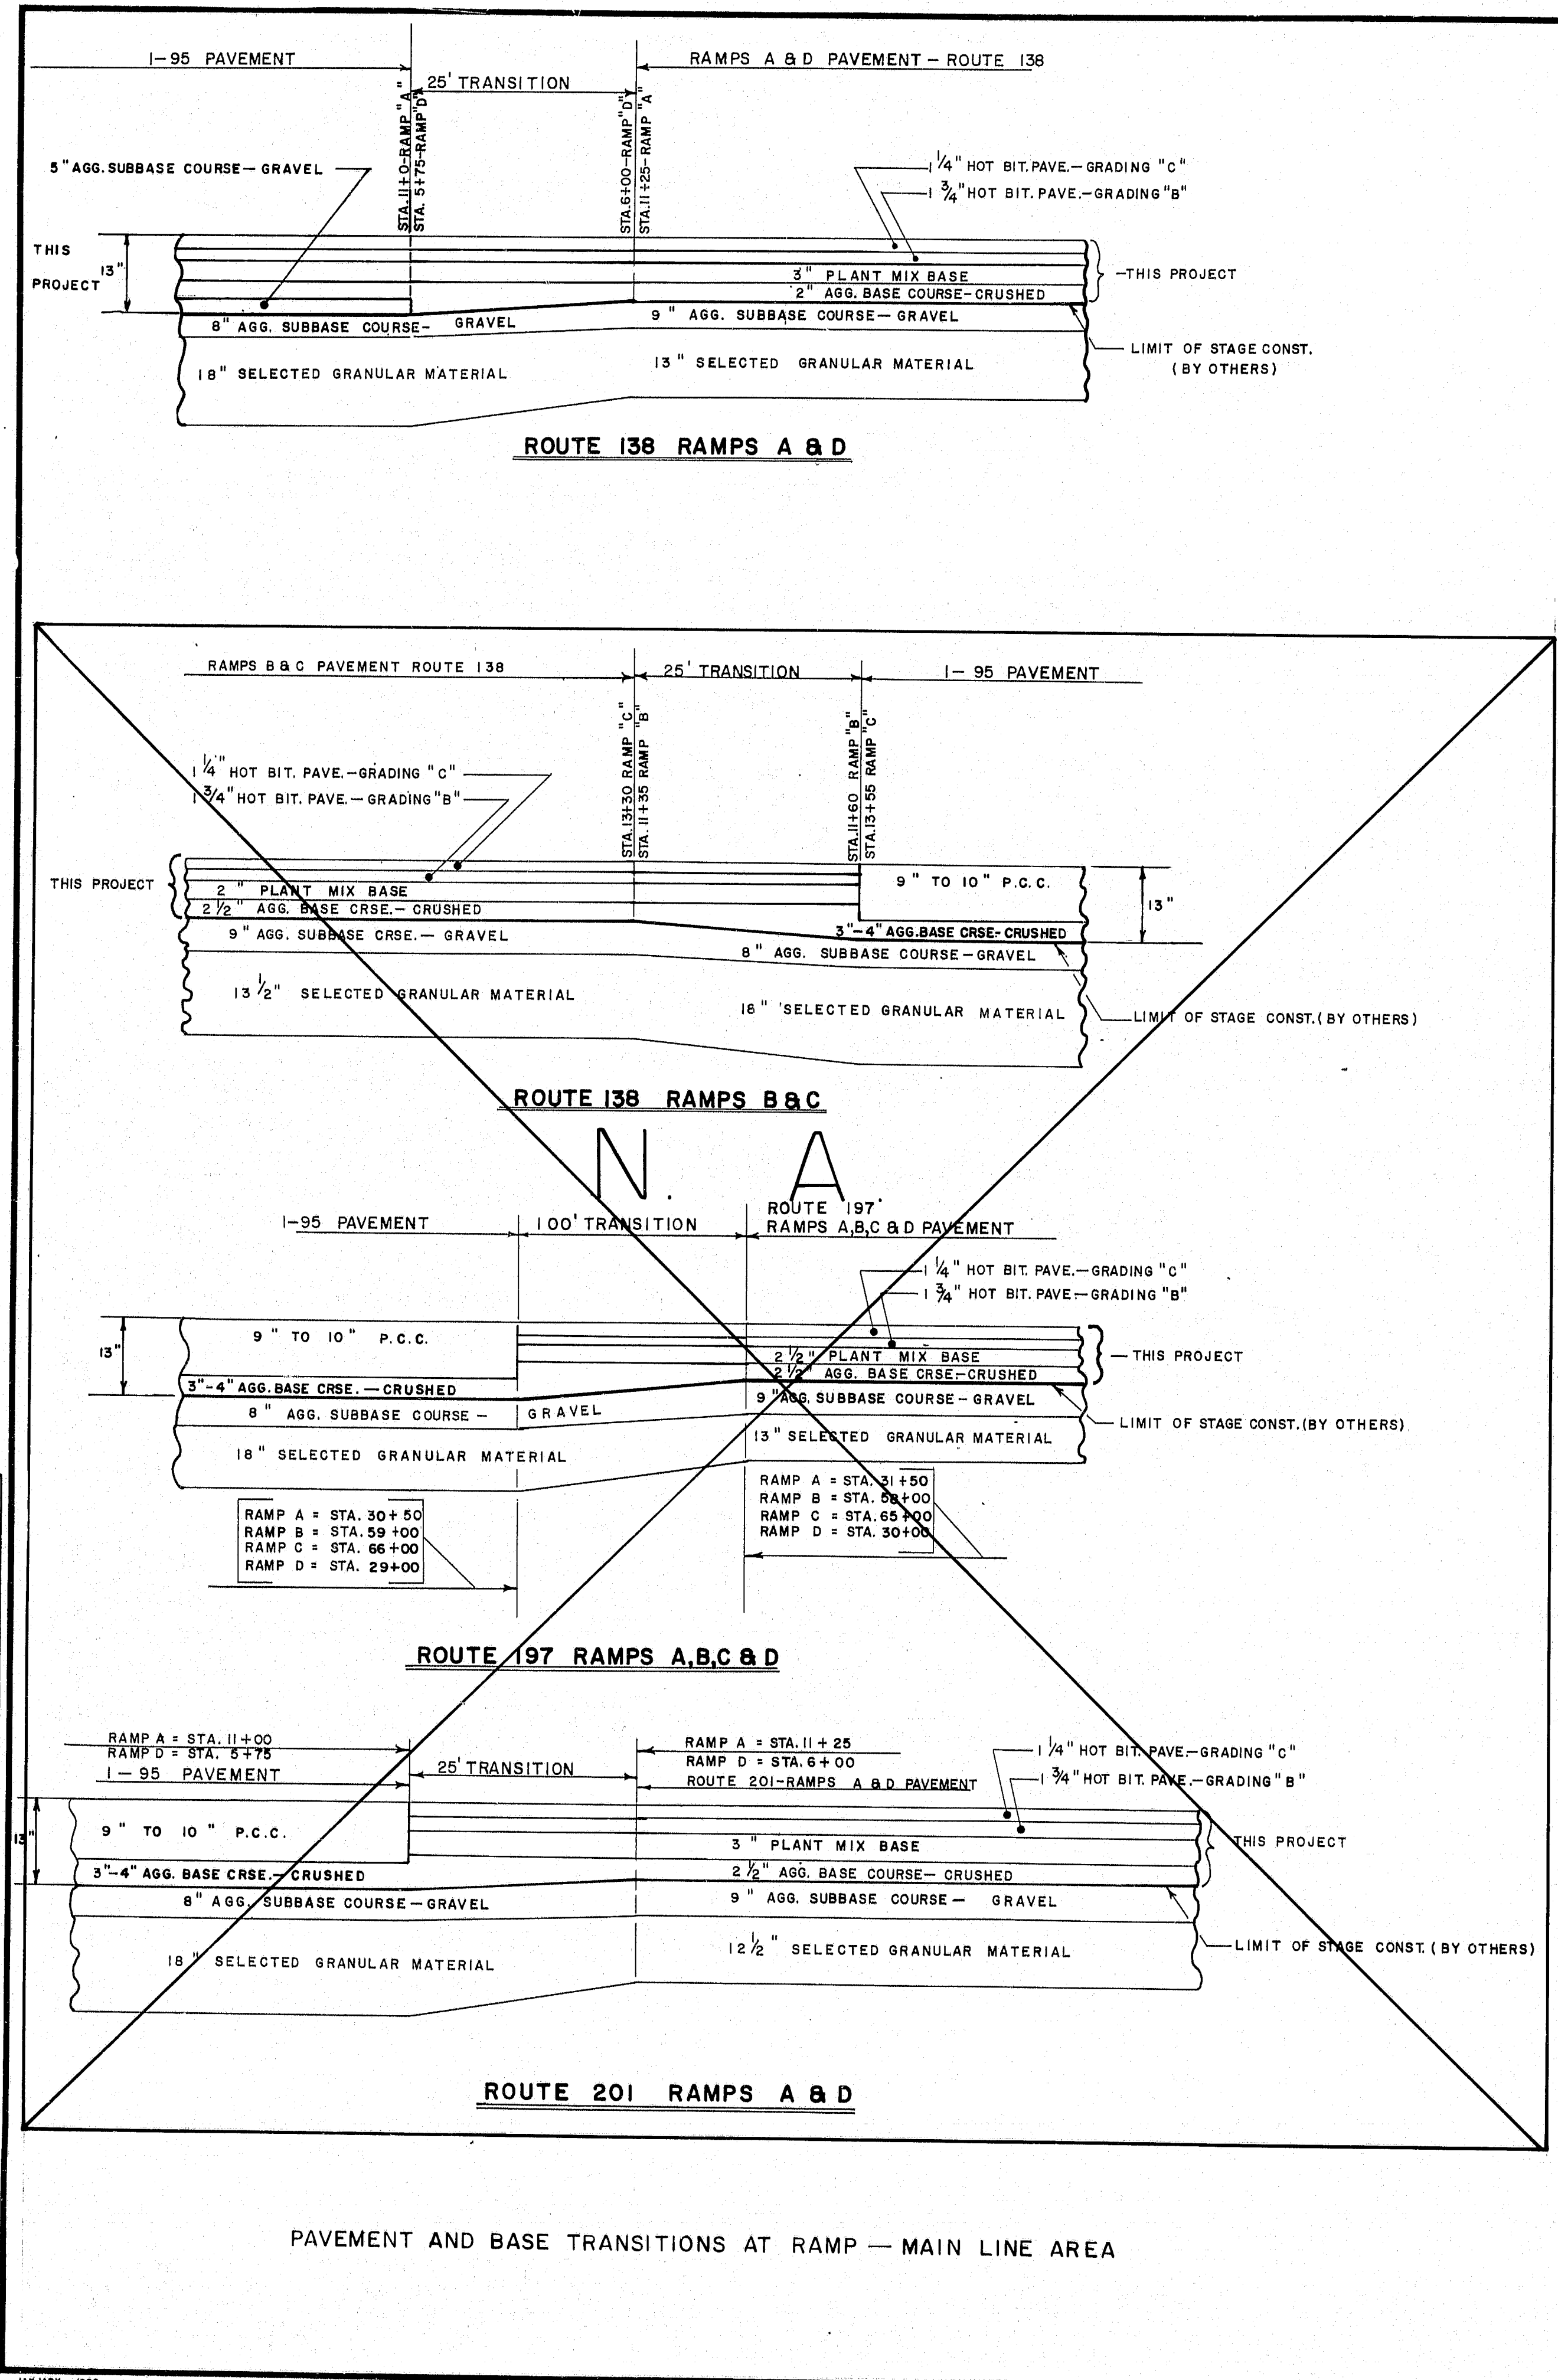 I-95 PAVEMENT
25' TRANSITION
RAMPS A & D PAVEMENT - ROUTE 138
STA. 11+0-RAMP "A"
STA. 5+75-RAMP "D"
STA. 6+00-RAMP "D"
STA. 11+25-RAMP "A"
5" AGG. SUBBASE COURSE - GRAVEL
1 1/4" HOT BIT. PAVE.- GRADING "C"
1 3/4" HOT BIT. PAVE.- GRADING "B"
THIS
PROJECT
13"
3" PLANT MIX BASE
2" AGG. BASE COURSE-CRUSHED
-THIS PROJECT
8" AGG. SUBBASE COURSE- GRAVEL
9" AGG. SUBBASE COURSE- GRAVEL
18" SELECTED GRANULAR MATERIAL
13" SELECTED GRANULAR MATERIAL
LIMIT OF STAGE CONST.
(BY OTHERS)
ROUTE 138 RAMPS A & D
RAMPS B & C PAVEMENT ROUTE 138
25' TRANSITION
I-95 PAVEMENT
STA. 13+30 RAMP "C"
STA. 11+35 RAMP "B"
STA. 11+60 RAMP "B"
STA. 13+55 RAMP "C"
1 1/4" HOT BIT. PAVE.-GRADING "C"
1 3/4" HOT BIT. PAVE.-GRADING "B"
THIS PROJECT
2" PLANT MIX BASE
2 1/2" AGG. BASE CRSE.- CRUSHED
9" TO 10" P.C.C.
13"
9" AGG. SUBBASE CRSE.- GRAVEL
3"-4" AGG.BASE CRSE-CRUSHED
8" AGG. SUBBASE COURSE-GRAVEL
13 1/2" SELECTED GRANULAR MATERIAL
18" SELECTED GRANULAR MATERIAL
LIMIT OF STAGE CONST.(BY OTHERS)
ROUTE 138 RAMPS B & C
N. A
I-95 PAVEMENT
100' TRANSITION
ROUTE 197
RAMPS A,B,C & D PAVEMENT
1 1/4" HOT BIT. PAVE.-GRADING "C"
1 3/4" HOT BIT. PAVE.-GRADING "B"
13"
9" TO 10" P.C.C.
2 1/2" PLANT MIX BASE
2 1/2" AGG. BASE CRSE.-CRUSHED
- THIS PROJECT
3"-4" AGG.BASE CRSE.-CRUSHED
9" AGG. SUBBASE COURSE-GRAVEL
8" AGG. SUBBASE COURSE - GRAVEL
13" SELECTED GRANULAR MATERIAL
LIMIT OF STAGE CONST.(BY OTHERS)
18" SELECTED GRANULAR MATERIAL
RAMP A = STA. 31+50
RAMP B = STA. 58+00
RAMP C = STA. 65+00
RAMP D = STA. 30+00
RAMP A = STA. 30+50
RAMP B = STA. 59+00
RAMP C = STA. 66+00
RAMP D = STA. 29+00
ROUTE 197 RAMPS A,B,C & D
RAMP A = STA. 11+00
RAMP D = STA. 5+75
I-95 PAVEMENT
25' TRANSITION
RAMP A = STA. 11+25
RAMP D = STA. 6+00
ROUTE 201-RAMPS A & D PAVEMENT
1 1/4" HOT BIT. PAVE.-GRADING "C"
1 3/4" HOT BIT. PAVE.-GRADING "B"
13"
9" TO 10" P.C.C.
3" PLANT MIX BASE
THIS PROJECT
3"-4" AGG. BASE CRSE.- CRUSHED
2 1/2" AGG. BASE COURSE- CRUSHED
8" AGG. SUBBASE COURSE-GRAVEL
9" AGG. SUBBASE COURSE- GRAVEL
18" SELECTED GRANULAR MATERIAL
12 1/2" SELECTED GRANULAR MATERIAL
LIMIT OF STAGE CONST.(BY OTHERS)
ROUTE 201 RAMPS A & D
PAVEMENT AND BASE TRANSITIONS AT RAMP — MAIN LINE AREA